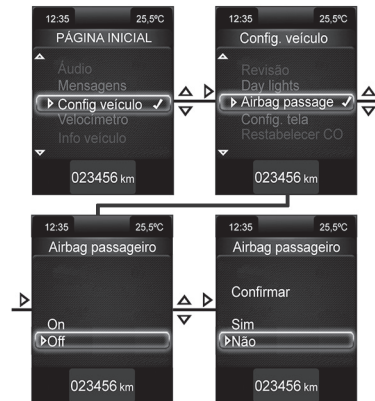 12:35 25,5ºC
PÁGINA INICIAL
Áudio
Mensagens
Config veículo
Velocímetro
Info veiculo
023456 km
12:35 25,5ºC
Config. veículo
Revisão
Day lights
Airbag passage
Config. tela
Restabelecer CO
023456 km
12:35 25,5ºC
Airbag passageiro
On
Off
023456 km
12:35 25,5ºC
Airbag passageiro
Confirmar
Sim
Não
023456 km